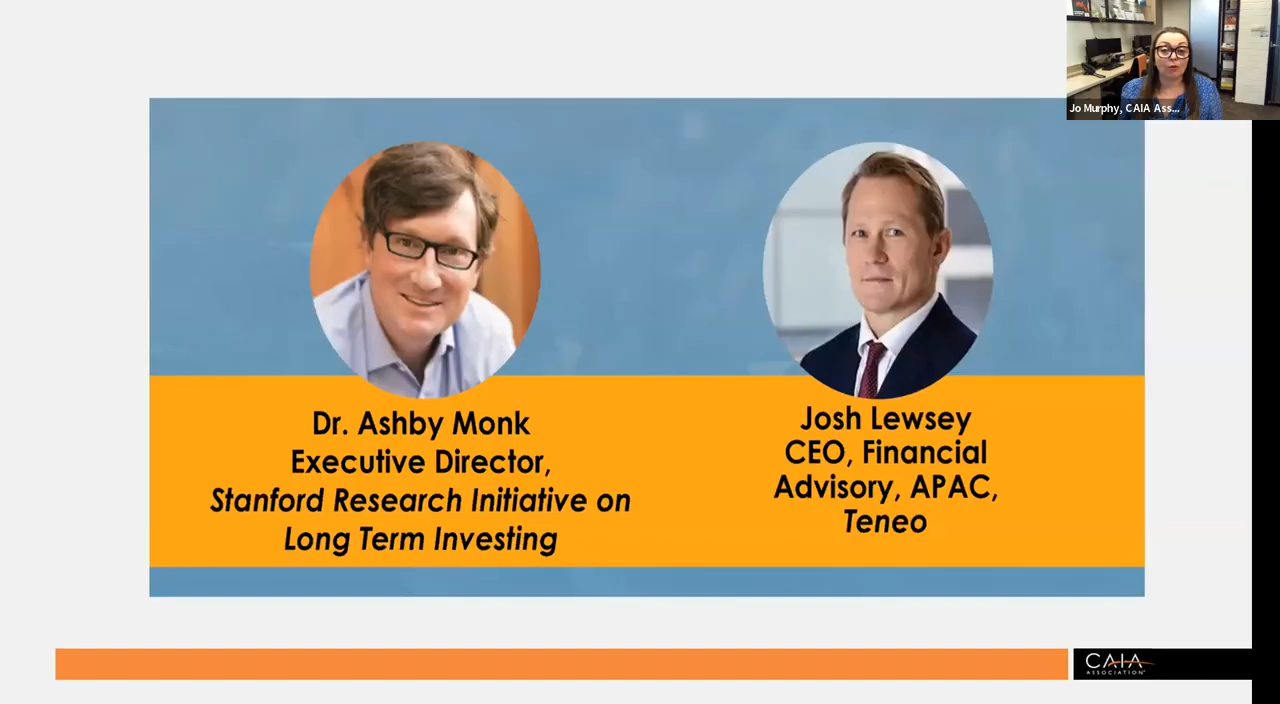 Jo Murphy, CAIA Ass...
Dr. Ashby Monk
Executive Director,
Stanford Research Initiative on
Long Term Investing
Josh Lewsey
CEO, Financial
Advisory, APAC,
Teneo
CAIA
ASSOCIATION